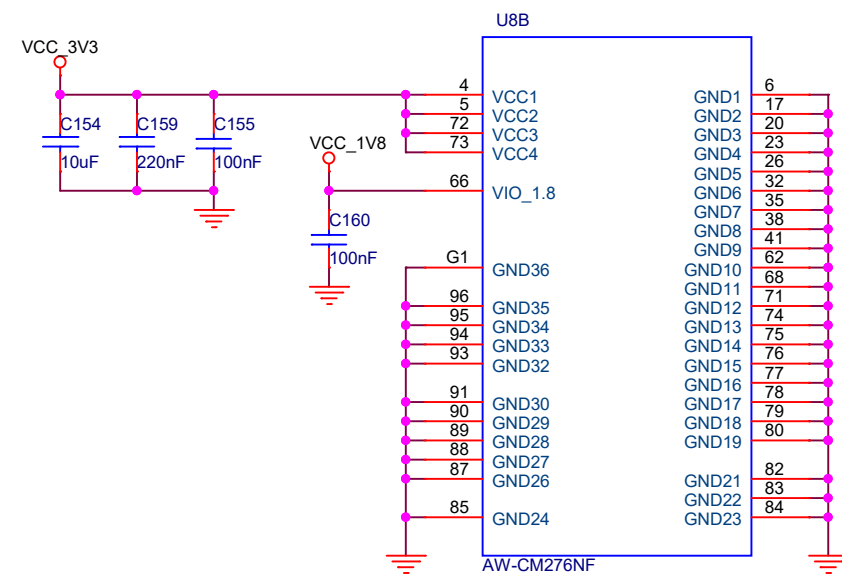 U8B
VCC_3V3
C154
10uF
C159
220nF
C155
100nF
VCC_1V8
C160
100nF
4 VCC1
5 VCC2
72 VCC3
73 VCC4
66 VIO_1.8
G1 GND36
96 GND35
95 GND34
94 GND33
93 GND32
91 GND30
90 GND29
89 GND28
88 GND27
87 GND26
85 GND24
GND1 6
GND2 17
GND3 20
GND4 23
GND5 26
GND6 32
GND7 35
GND8 38
GND9 41
GND10 62
GND11 68
GND12 71
GND13 74
GND14 75
GND15 76
GND16 77
GND17 78
GND18 79
GND19 80
GND21 82
GND22 83
GND23 84
AW-CM276NF